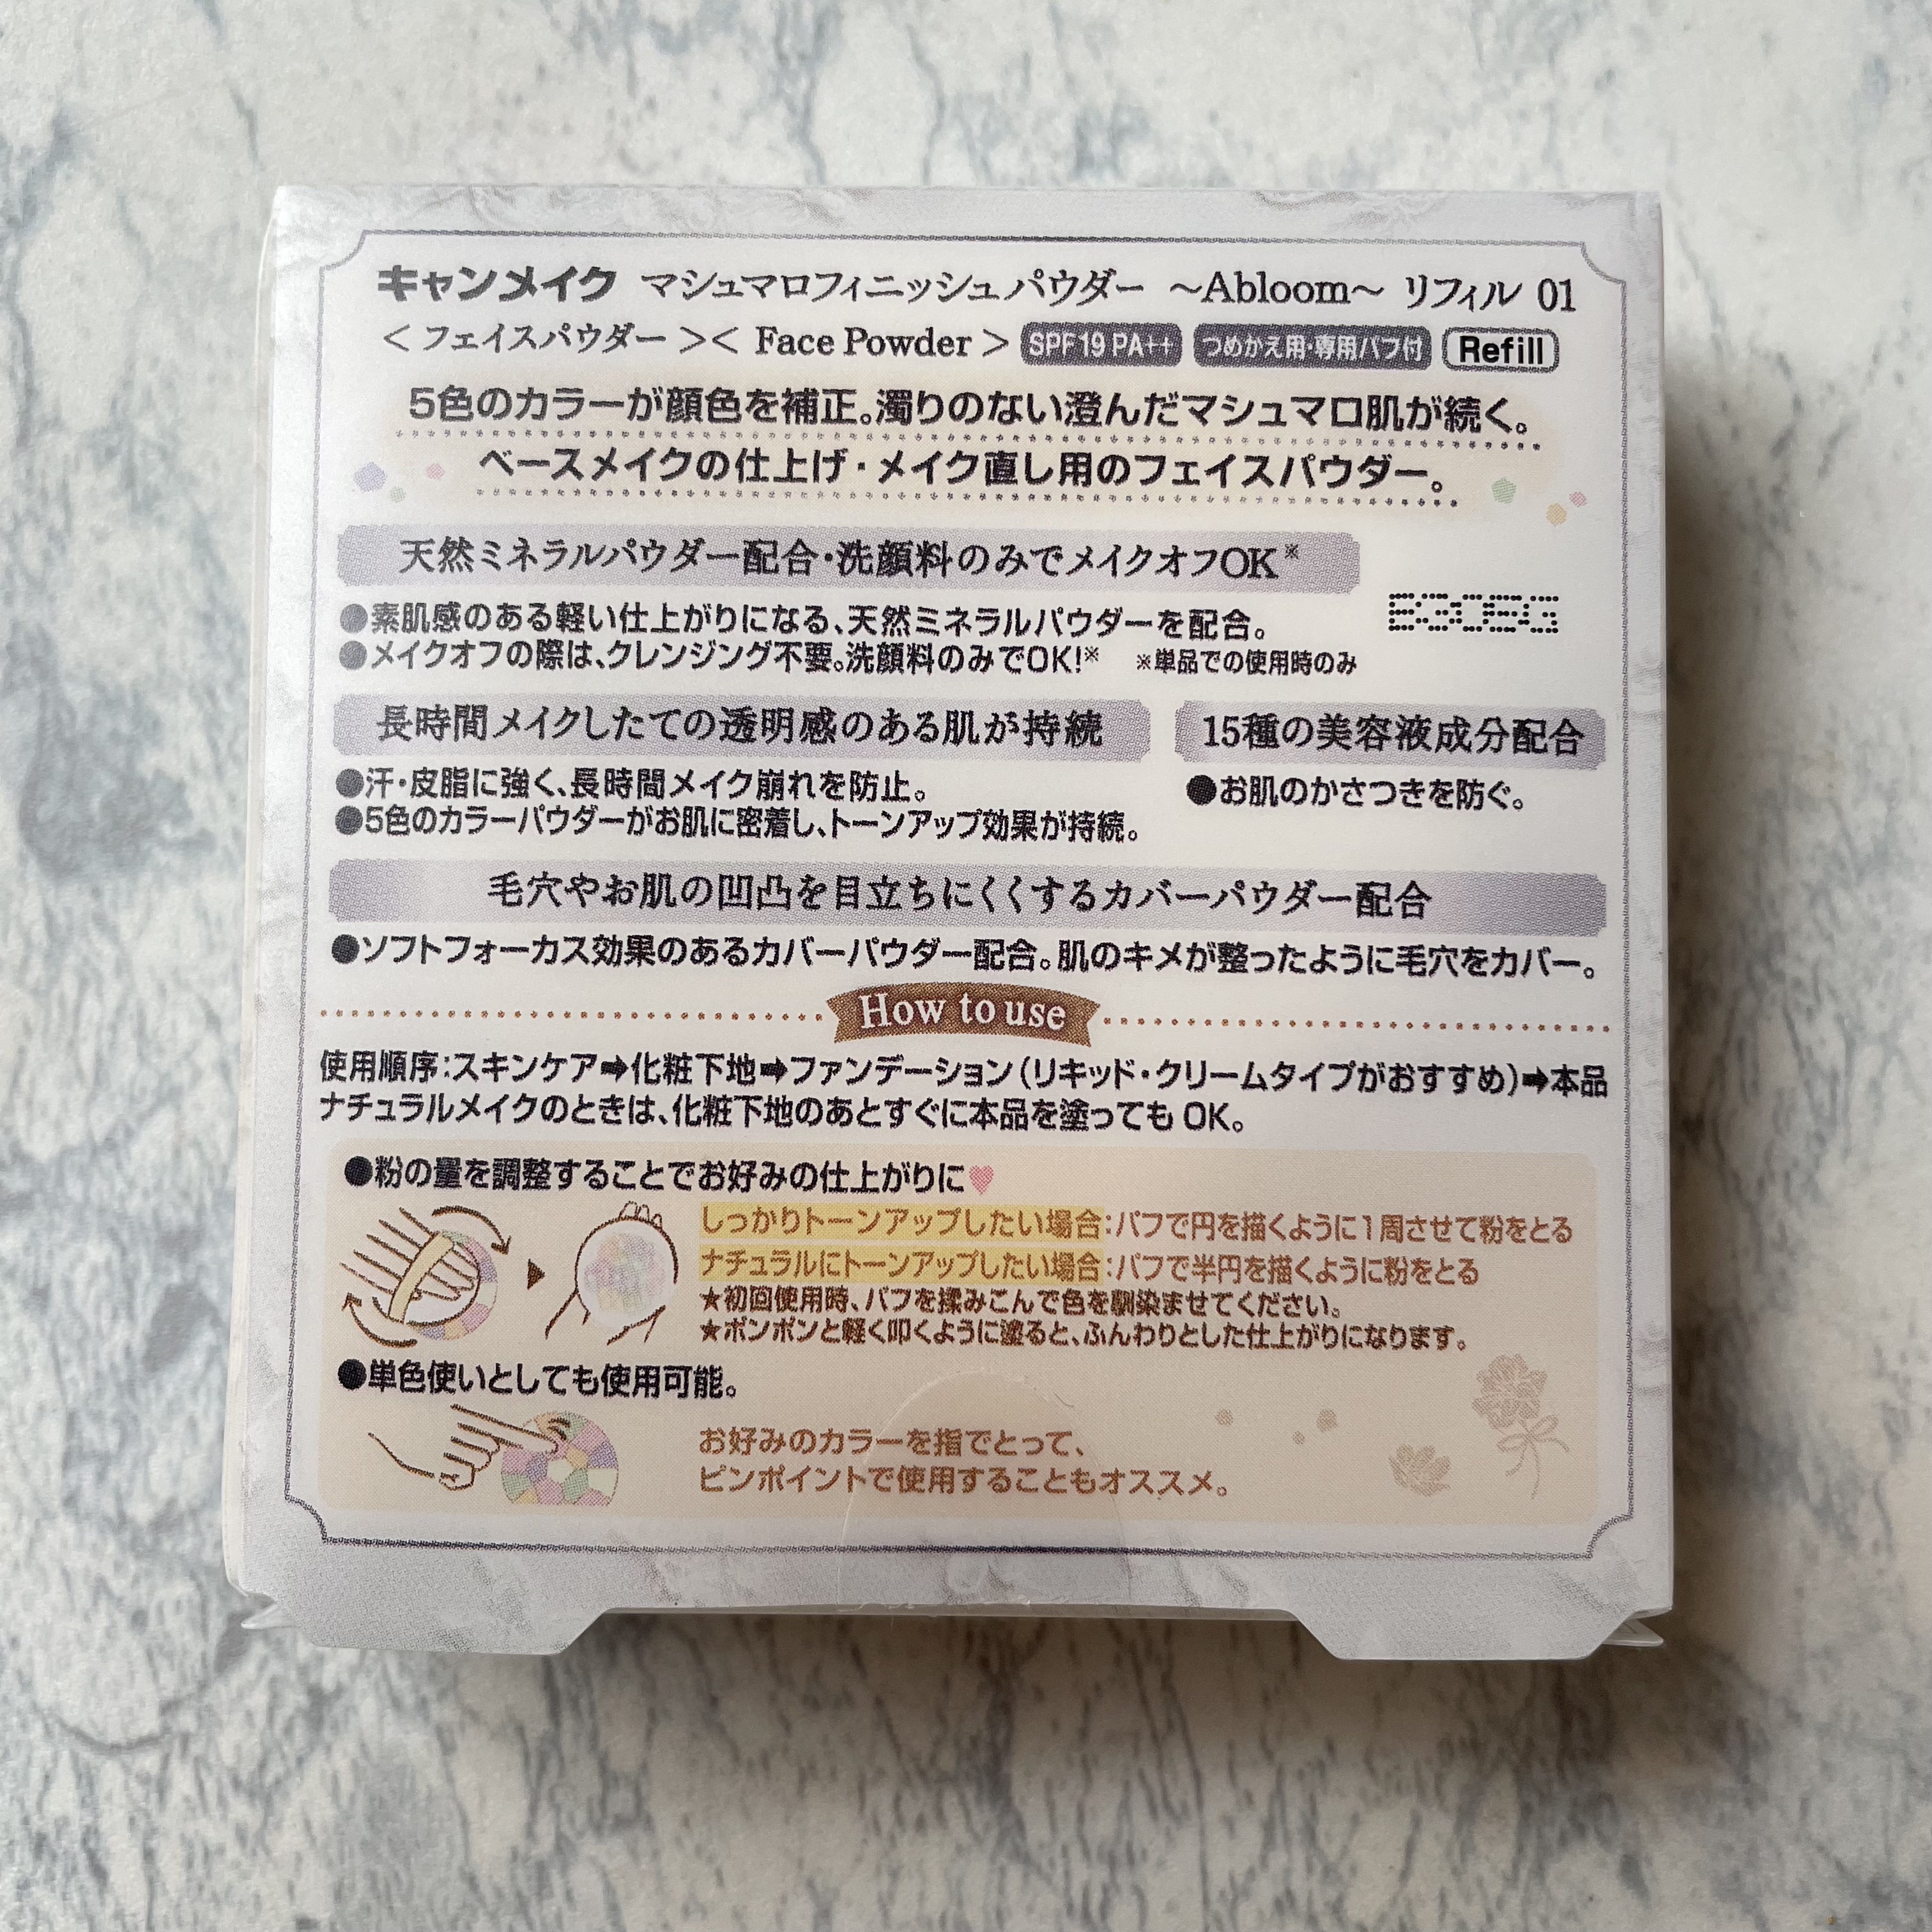 キャンメイク マシュマロフィニッシュパウダー ～Abloom～ リフィル 01
＜フェイスパウダー＞＜Face Powder＞ SPF19 PA++ つめかえ用・専用パフ付 Refill
5色のカラーが顔色を補正。濁りのない澄んだマシュマロ肌が続く。
ベースメイクの仕上げ・メイク直し用のフェイスパウダー。
天然ミネラルパウダー配合・洗顔料のみでメイクオフOK※
●素肌感のある軽い仕上がりになる、天然ミネラルパウダーを配合。
●メイクオフの際は、クレンジング不要。洗顔料のみでOK!※ ※単品での使用時のみ
長時間メイクしたての透明感のある肌が持続
●汗・皮脂に強く、長時間メイク崩れを防止。
●5色のカラーパウダーがお肌に密着し、トーンアップ効果が持続。
15種の美容液成分配合
●お肌のかさつきを防ぐ。
毛穴やお肌の凹凸を目立ちにくくするカバーパウダー配合
●ソフトフォーカス効果のあるカバーパウダー配合。肌のキメが整ったように毛穴をカバー。
How to use
使用順序：スキンケア➡化粧下地➡ファンデーション（リキッド・クリームタイプがおすすめ）➡本品
ナチュラルメイクのときは、化粧下地のあとすぐに本品を塗ってもOK。
●粉の量を調整することでお好みの仕上がりに♥
しっかりトーンアップしたい場合：パフで円を描くように1周させて粉をとる
ナチュラルにトーンアップしたい場合：パフで半円を描くように粉をとる
★初回使用時、パフを揉みこんで色を馴染ませてください。
★ポンポンと軽く叩くように塗ると、ふんわりとした仕上がりになります。
●単色使いとしても使用可能。
お好みのカラーを指でとって、
ピンポイントで使用することもオススメ。